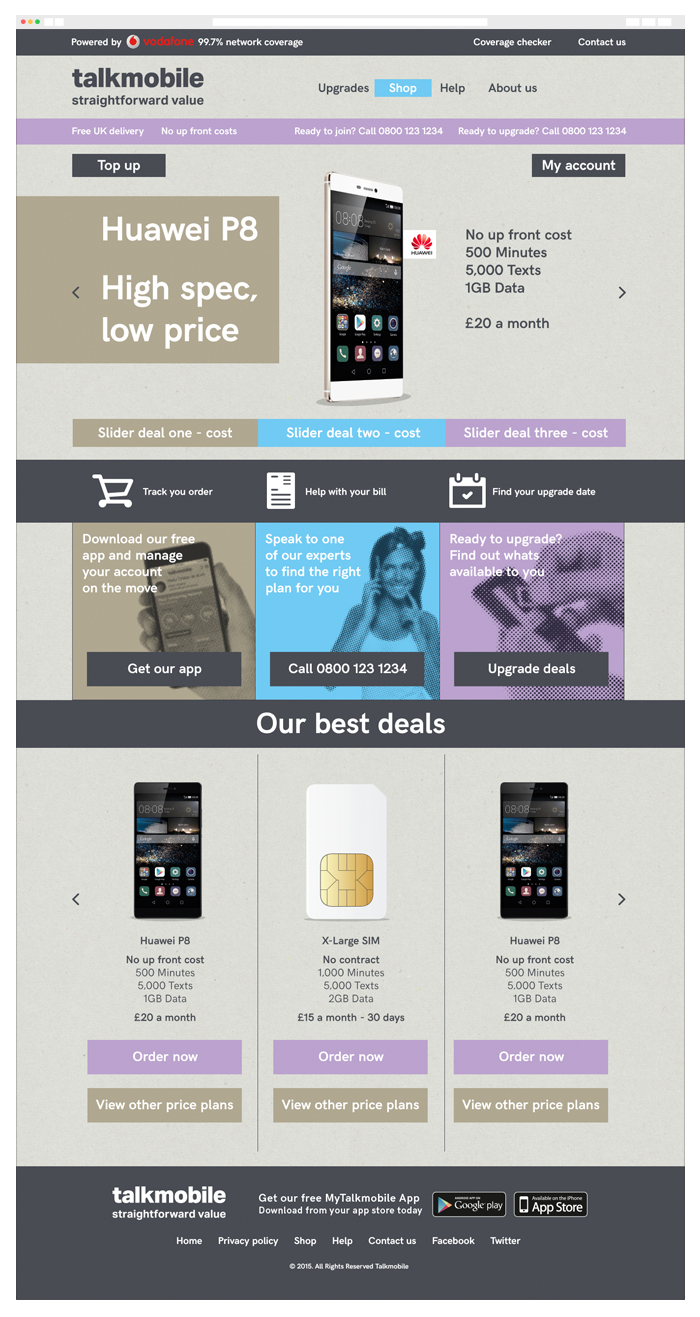 Powered by vodafone 99.7% network coverage
Coverage checker Contact us
talkmobile
straightforward value
Upgrades Shop Help About us
Free UK delivery No up front costs Ready to join? Call 0800 123 1234 Ready to upgrade? Call 0800 123 1234
Top up
My account
Huawei P8
High spec,
low price
08:08
Google
HUAWEI
No up front cost
500 Minutes
5,000 Texts
1GB Data
£20 a month
Slider deal one - cost
Slider deal two - cost
Slider deal three - cost
Track you order
Help with your bill
Find your upgrade date
Download our free
app and manage
your account
on the move
Get our app
Speak to one
of our experts
to find the right
plan for you
Call 0800 123 1234
Ready to upgrade?
Find out whats
available to you
Upgrade deals
Our best deals
08:08
Huawei P8
No up front cost
500 Minutes
5,000 Texts
1GB Data
£20 a month
Order now
View other price plans
X-Large SIM
No contract
1,000 Minutes
5,000 Texts
2GB Data
£15 a month - 30 days
Order now
View other price plans
08:08
Huawei P8
No up front cost
500 Minutes
5,000 Texts
1GB Data
£20 a month
Order now
View other price plans
talkmobile
straightforward value
Get our free MyTalkmobile App
Download from your app store today
ANDROID APP ON
Google play
Available on the iPhone
App Store
Home Privacy policy Shop Help Contact us Facebook Twitter
© 2015. All Rights Reserved Talkmobile